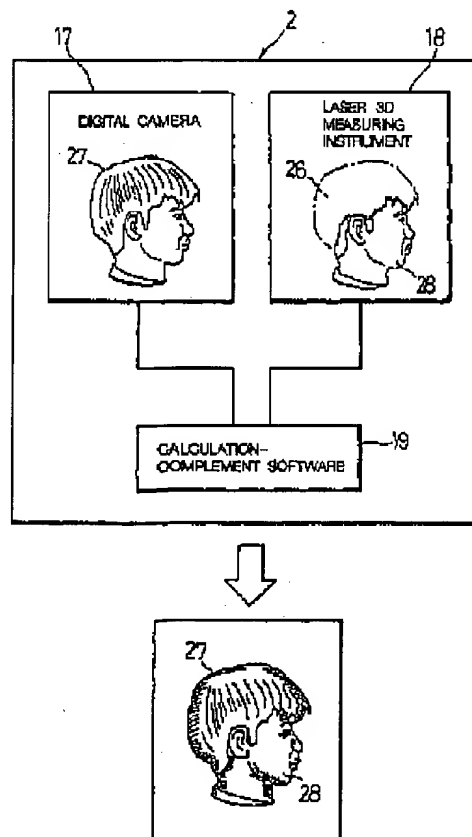 2
17
18
DIGITAL CAMERA
27
LASER 3D
MEASURING
INSTRUMENT
26
28
CALCULATION-
COMPLEMENT SOFTWARE
19
27
28